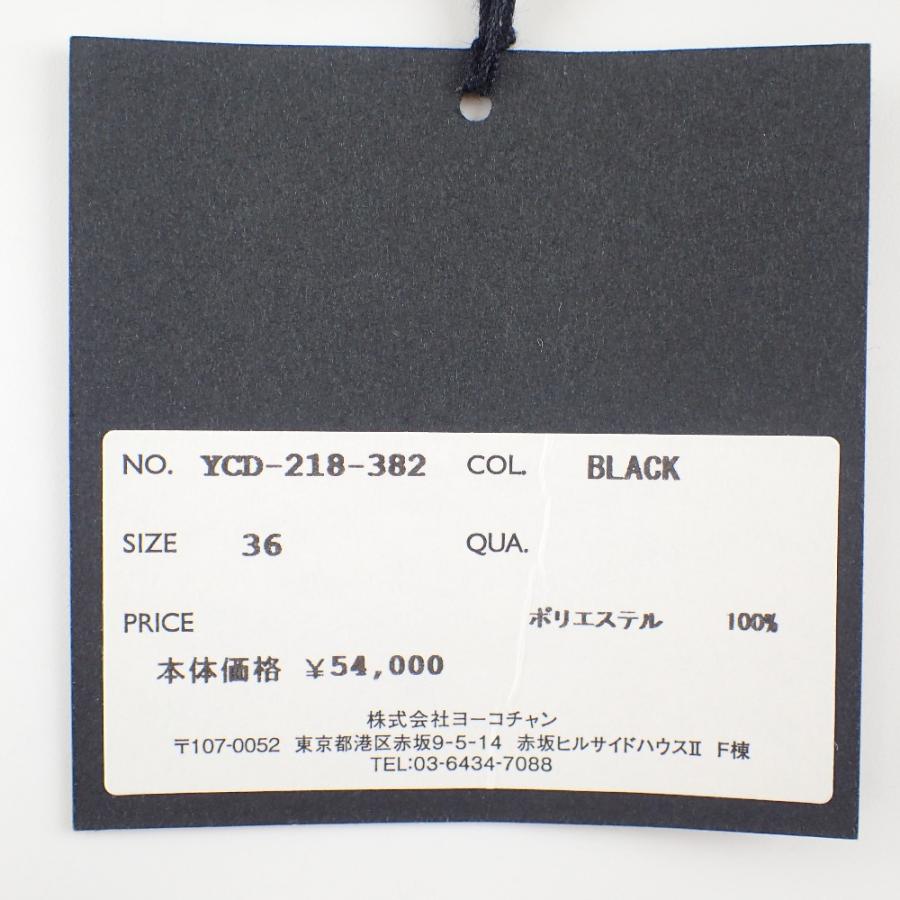 NO. YCD-218-382 COL. BLACK
SIZE 36 QUA.
PRICE ポリエステル 100%
本体価格 ¥54,000
株式会社ヨーコチャン
〒107-0052 東京都港区赤坂9-5-14 赤坂ヒルサイドハウスⅡ F棟
TEL:03-6434-7088